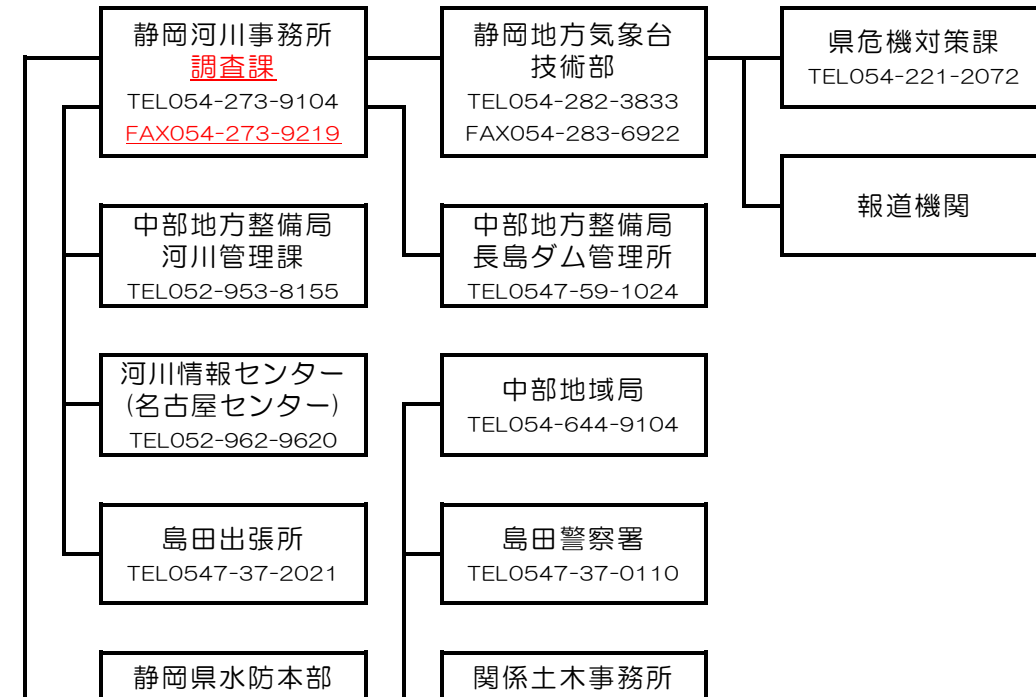 静岡河川事務所
調査課
TEL054-273-9104
FAX054-273-9219
静岡地方気象台
技術部
TEL054-282-3833
FAX054-283-6922
県危機対策課
TEL054-221-2072
報道機関
中部地方整備局
河川管理課
TEL052-953-8155
中部地方整備局
長島ダム管理所
TEL0547-59-1024
河川情報センター
(名古屋センター)
TEL052-962-9620
中部地域局
TEL054-644-9104
島田出張所
TEL0547-37-2021
島田警察署
TEL0547-37-0110
静岡県水防本部
関係土木事務所